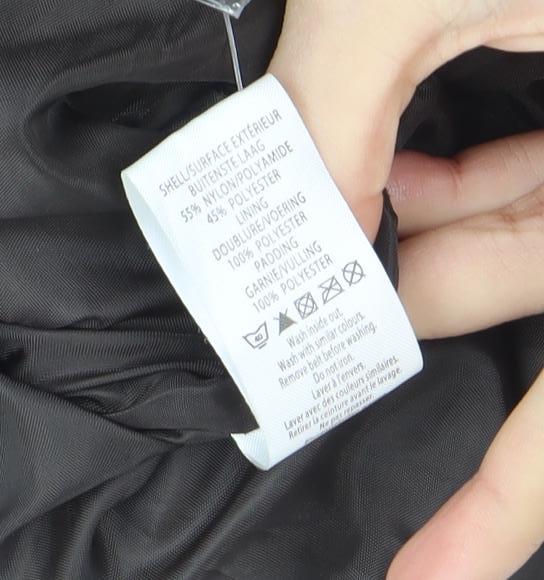 SHELL/SURFACE EXTÉRIEUR
BUITENSTE LAAG
55% NYLON/POLYAMIDE
45% POLYESTER
LINING
DOUBLURE/VOERING
100% POLYESTER
PADDING
GARNIE/VULLING
100% POLYESTER
40
Wash inside out.
Wash with similar colours.
Remove belt before washing.
Do not iron.
Laver à l'envers.
Laver avec des couleurs similaires.
Retirer la ceinture avant le lavage.
Ne pas repasser.